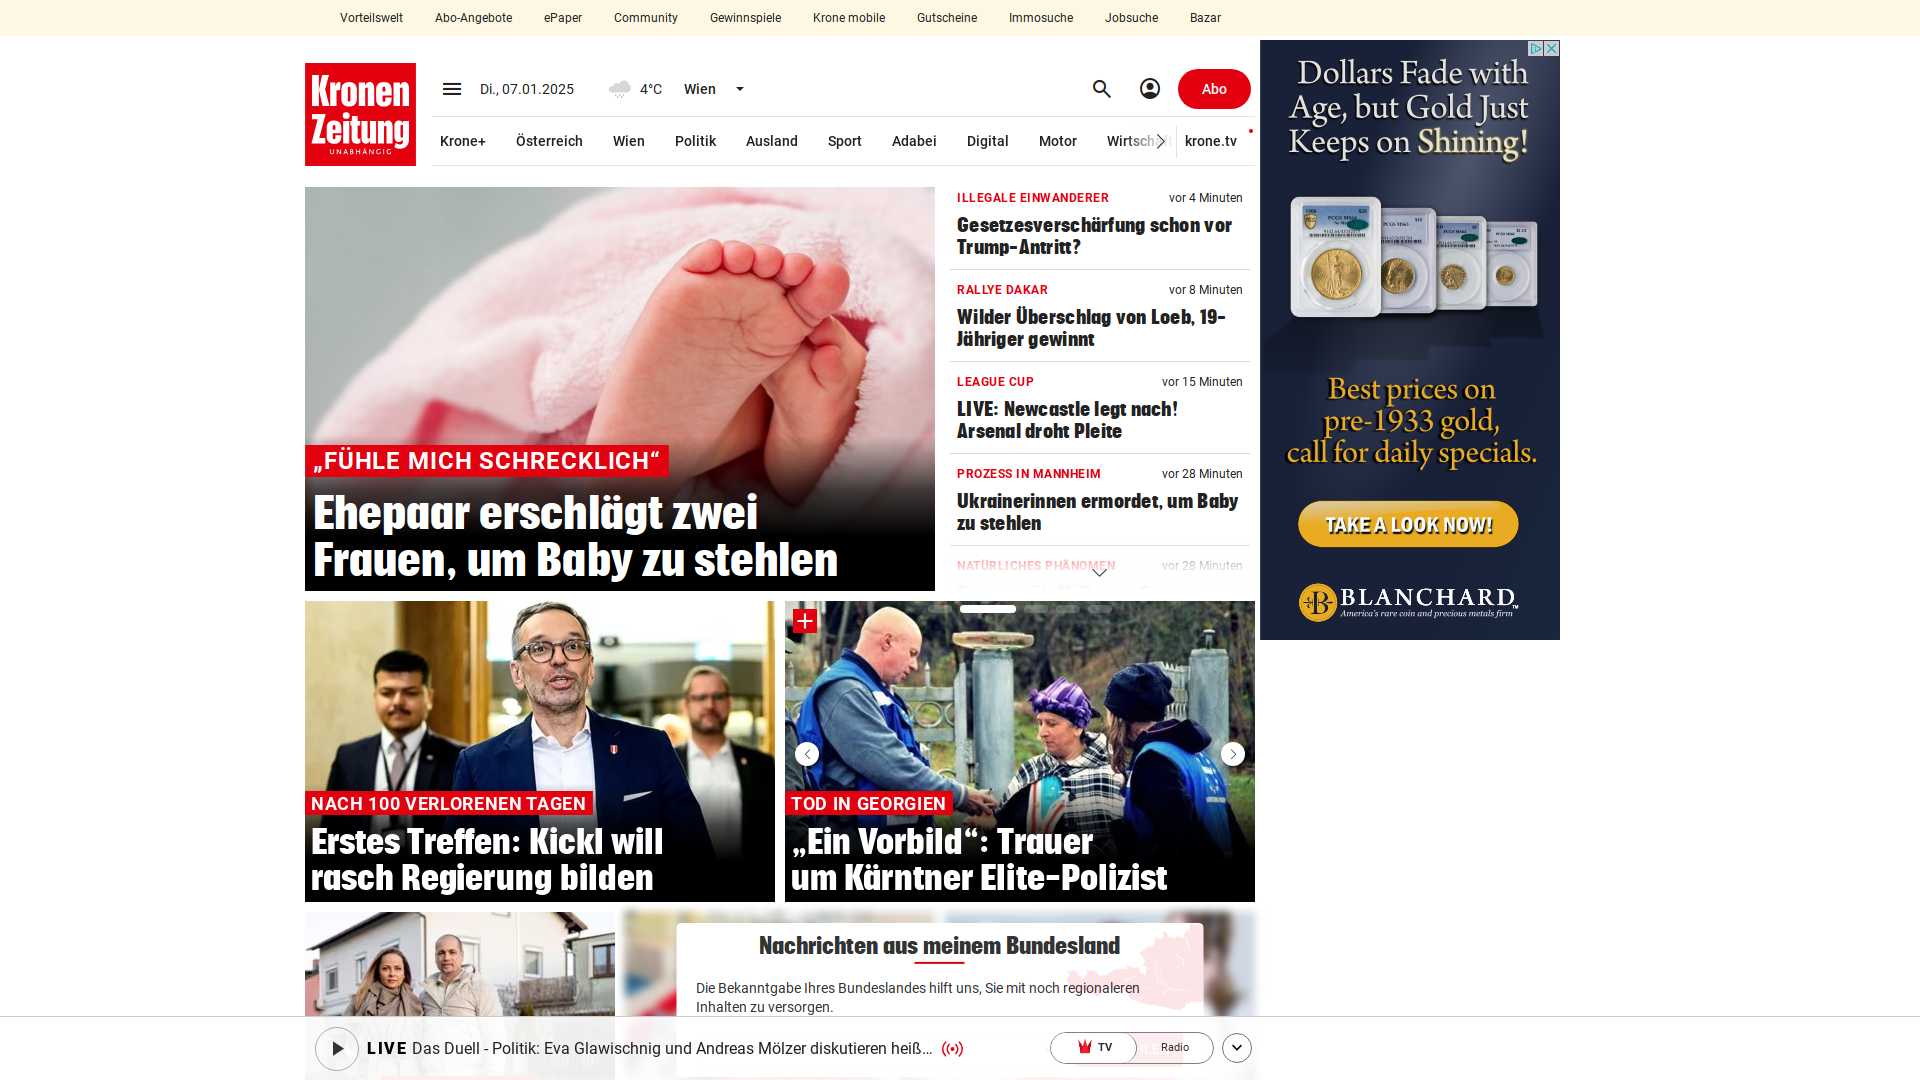 Vorteilswelt Abo-Angebote ePaper Community Gewinnspiele Krone mobile Gutscheine Immosuche Jobsuche Bazar
Kronen
Zeitung
UNABHÄNGIG
Di., 07.01.2025 4°C Wien Abo
Krone+ Österreich Wien Politik Ausland Sport Adabei Digital Motor Wirtschaft krone.tv
„FÜHLE MICH SCHRECKLICH“
Ehepaar erschlägt zwei
Frauen, um Baby zu stehlen
ILLEGALE EINWANDERER vor 4 Minuten
Gesetzesverschärfung schon vor
Trump-Antritt?
RALLYE DAKAR vor 8 Minuten
Wilder Überschlag von Loeb, 19-
Jähriger gewinnt
LEAGUE CUP vor 15 Minuten
LIVE: Newcastle legt nach!
Arsenal droht Pleite
PROZESS IN MANNHEIM vor 28 Minuten
Ukrainerinnen ermordet, um Baby
zu stehlen
NATÜRLICHES PHÄNOMEN vor 28 Minuten
NACH 100 VERLORENEN TAGEN
Erstes Treffen: Kickl will
rasch Regierung bilden
TOD IN GEORGIEN
„Ein Vorbild“: Trauer
um Kärntner Elite-Polizist
Nachrichten aus meinem Bundesland
Die Bekanntgabe Ihres Bundeslandes hilft uns, Sie mit noch regionaleren
Inhalten zu versorgen.
LIVE Das Duell - Politik: Eva Glawischnig und Andreas Mölzer diskutieren heiß…
TV Radio
Dollars Fade with
Age, but Gold Just
Keeps on Shining!
Best prices on
pre-1933 gold,
call for daily specials.
TAKE A LOOK NOW!
B BLANCHARD
America's rare coin and precious metals firm